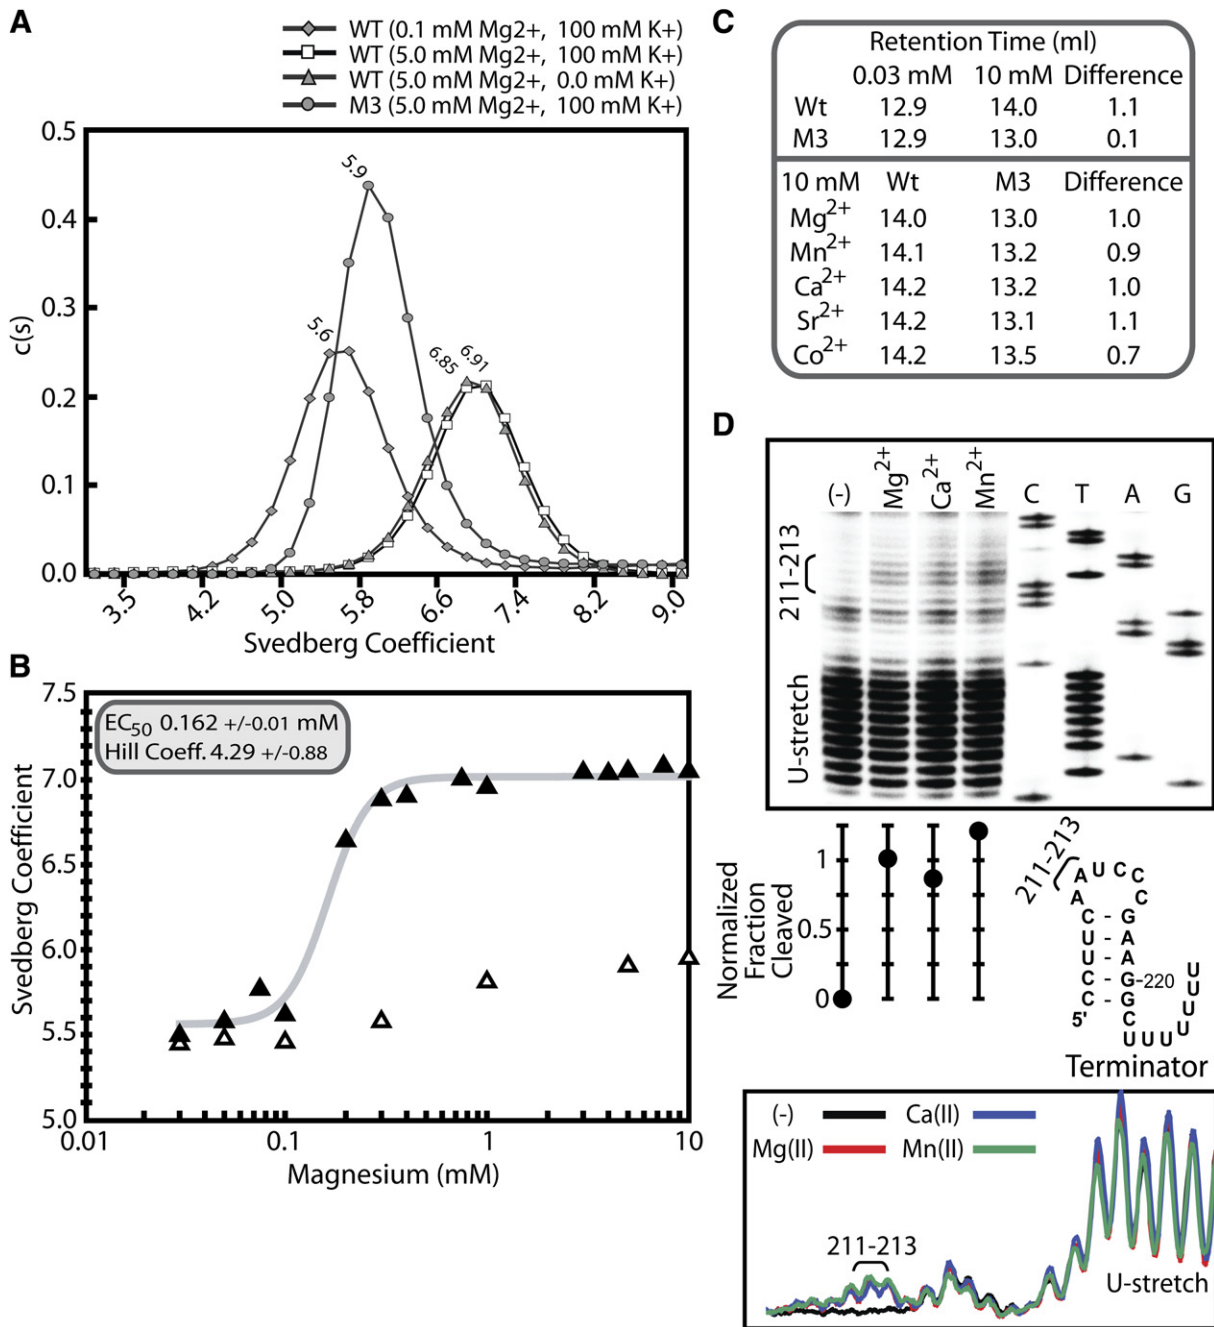 A
WT (0.1 mM Mg2+, 100 mM K+)
WT (5.0 mM Mg2+, 100 mM K+)
WT (5.0 mM Mg2+, 0.0 mM K+)
M3 (5.0 mM Mg2+, 100 mM K+)
0.5
0.4
0.3
0.2
0.1
0.0
c(s)
5.9
5.6
6.85
6.91
3.5
4.2
5.0
5.8
6.6
7.4
8.2
9.0
Svedberg Coefficient
B
7.5
7.0
6.5
6.0
5.5
5.0
Svedberg Coefficient
EC50 0.162 +/-0.01 mM
Hill Coeff. 4.29 +/-0.88
0.01 0.1 1 10
Magnesium (mM)
C
Retention Time (ml)
0.03 mM 10 mM Difference
Wt 12.9 14.0 1.1
M3 12.9 13.0 0.1
10 mM Wt M3 Difference
Mg2+ 14.0 13.0 1.0
Mn2+ 14.1 13.2 0.9
Ca2+ 14.2 13.2 1.0
Sr2+ 14.2 13.1 1.1
Co2+ 14.2 13.5 0.7
D
(-) Mg2+ Ca2+ Mn2+ C T A G
211-213
U-stretch
Normalized
Fraction
Cleaved
1
0.5
0
211-213
A A U C C C
C G
U - A
U - A
C - G -220
C - G
5' C
U U U U U U U
Terminator
(-) Ca(II)
Mg(II) Mn(II)
211-213
U-stretch